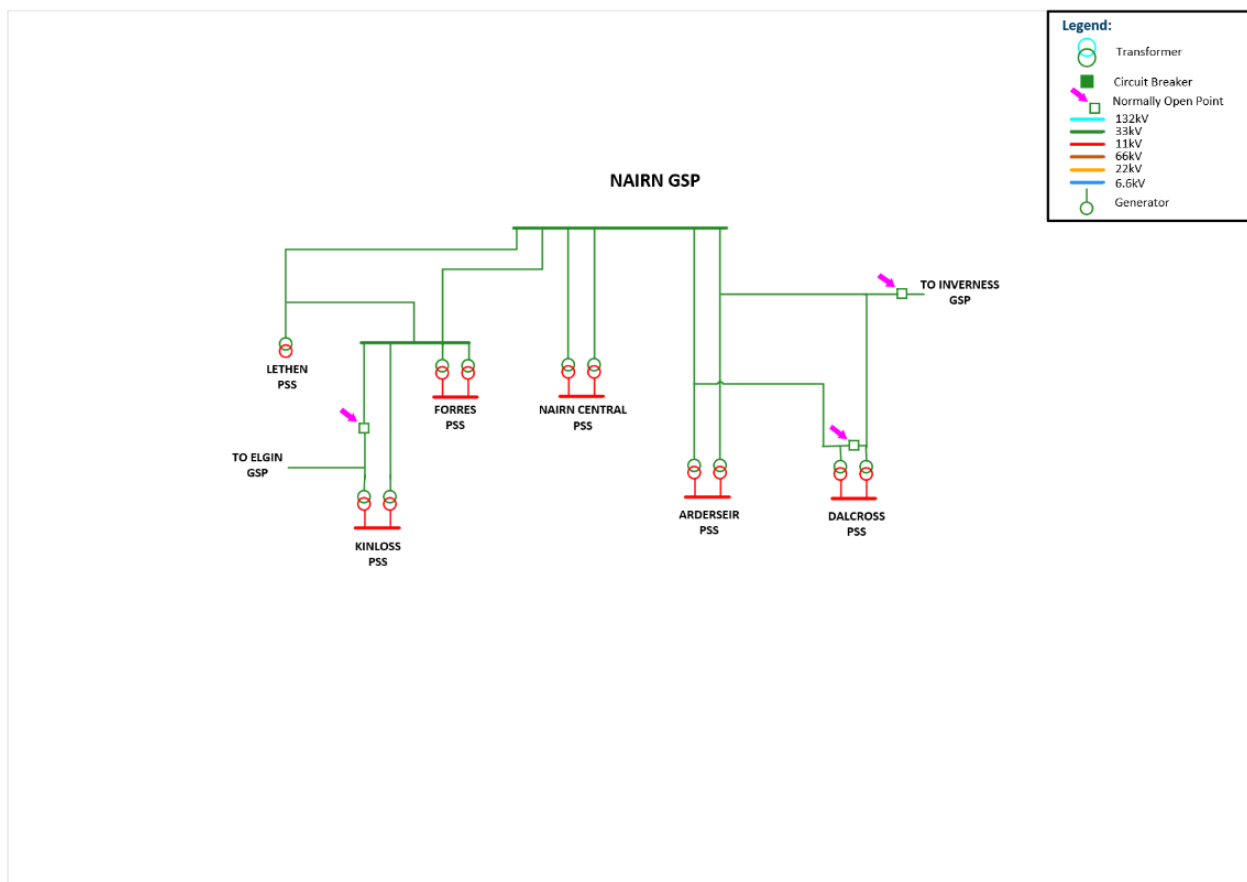 Legend:
Transformer
Circuit Breaker
Normally Open Point
132kV
33kV
11kV
66kV
22kV
6.6kV
Generator
NAIRN GSP
TO INVERNESS
GSP
LETHEN
PSS
FORRES
PSS
NAIRN CENTRAL
PSS
TO ELGIN
GSP
KINLOSS
PSS
ARDERSEIR
PSS
DALCROSS
PSS